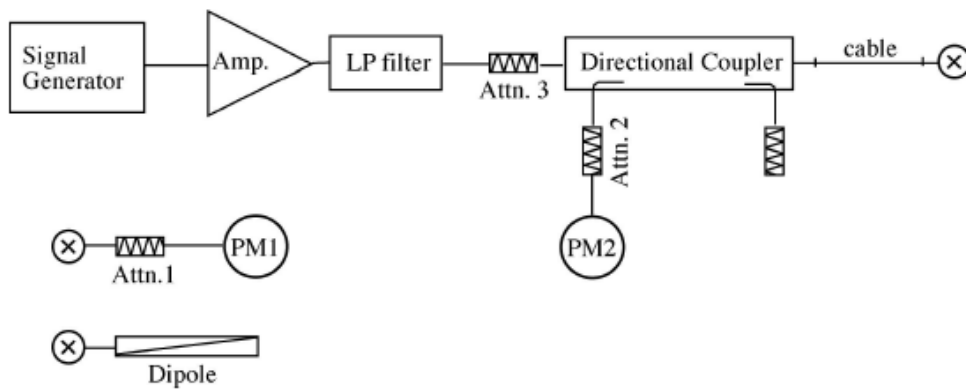 Signal
Generator
Amp.
LP filter
Attn. 3
Directional Coupler
cable
Attn. 2
PM2
PM1
Attn.1
Dipole